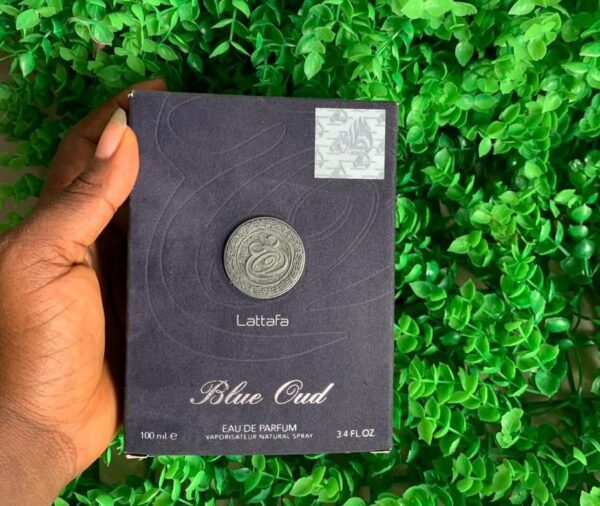 Lattafa
Blue Oud
EAU DE PARFUM
VAPORISATEUR NATURAL SPRAY
100 ml e
3.4 FL.OZ